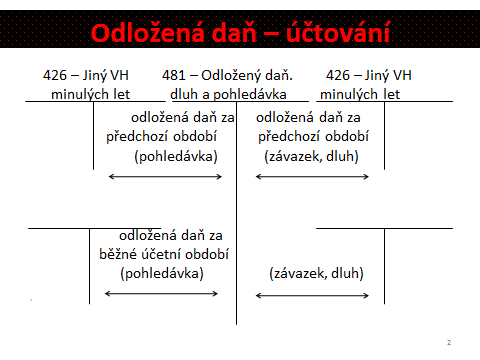 Odložená daň – účtování
426 – Jiný VH
minulých let
481 – Odložený daň.
dluh a pohledávka
426 – Jiný VH
minulých let
odložená daň za
předchozí období
(pohledávka)
odložená daň za
předchozí období
(závazek, dluh)
odložená daň za
běžné účetní období
(pohledávka)
(závazek, dluh)
2